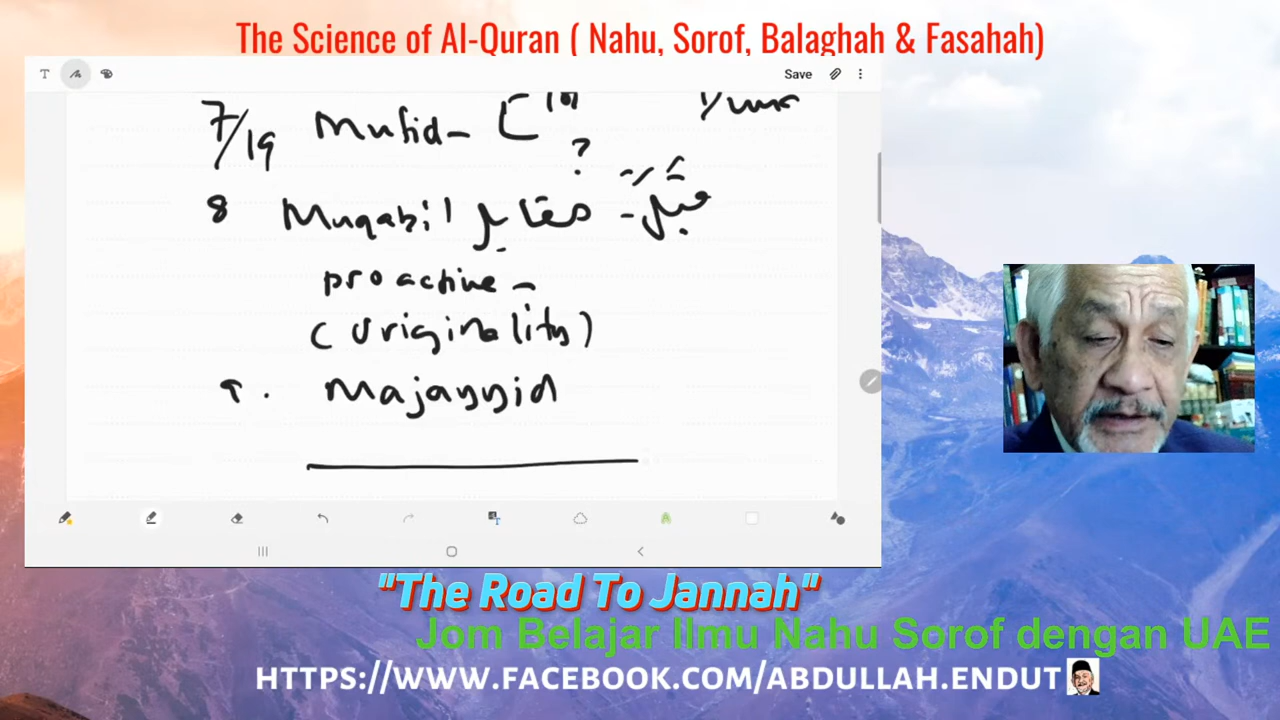 The Science of Al-Quran ( Nahu, Sorof, Balaghah & Fasahah)
T Save
7/19 Mufid- [
?
8 Muqabil مقابل - قبل
proactive -
( Originality)
9. Majayyid
"The Road To Jannah"
Jom Belajar Ilmu Nahu Sorof dengan UAE
HTTPS://WWW.FACEBOOK.COM/ABDULLAH.ENDUT